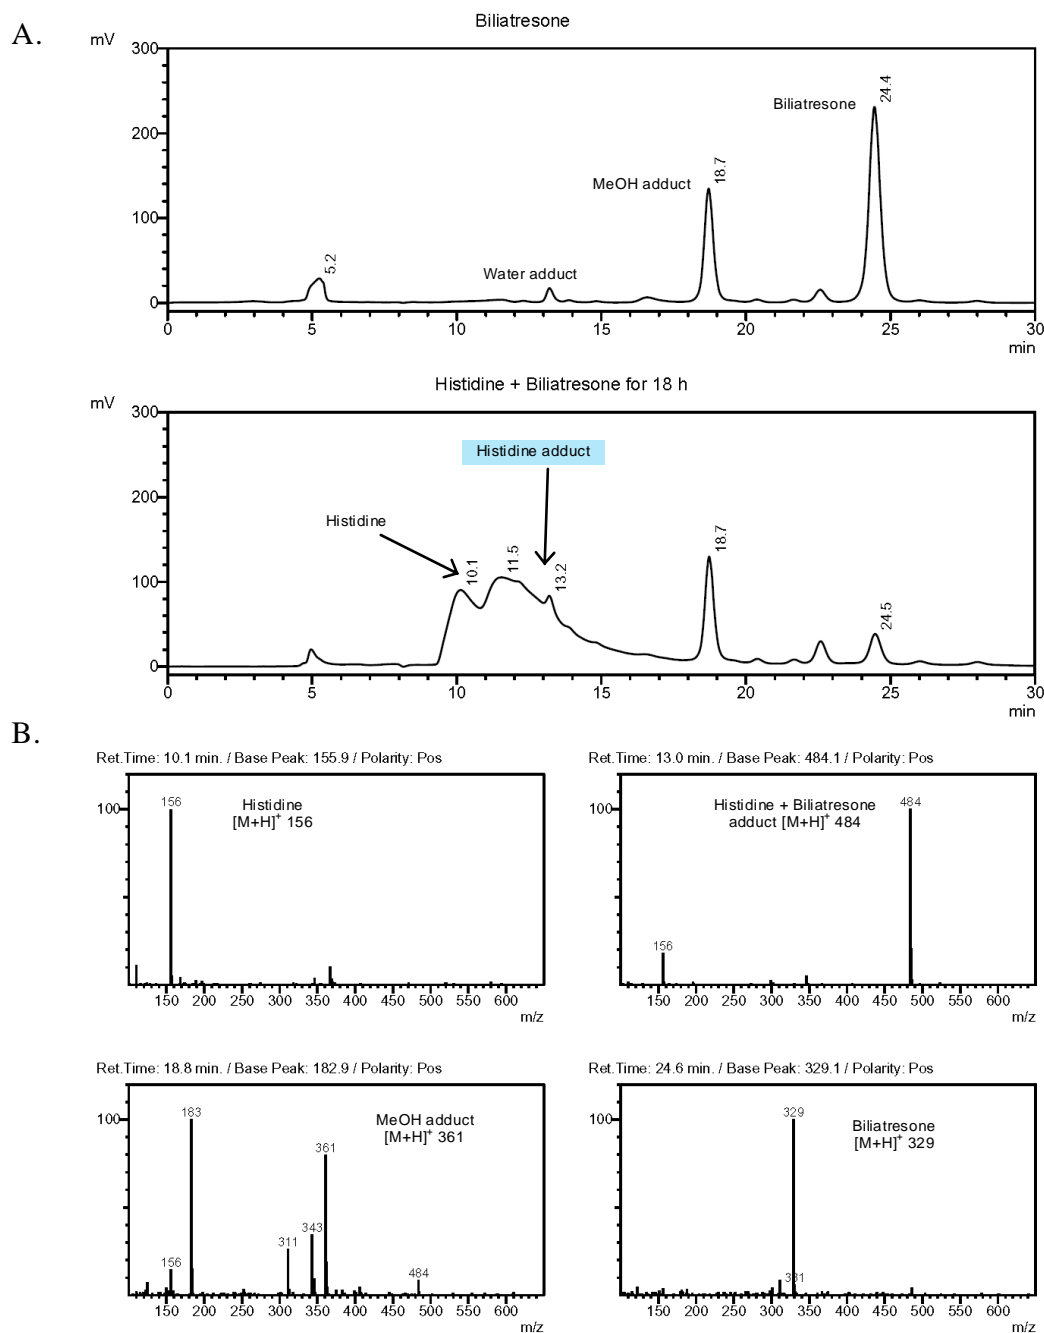 A.
Biliatresone
mV
300
200
100
0
5.2
Water adduct
MeOH adduct
18.7
Biliatresone
24.4
0 5 10 15 20 25 30
min
Histidine + Biliatresone for 18 h
mV
300
200
100
0
Histidine adduct
Histidine
10.1
11.5
13.2
18.7
24.5
0 5 10 15 20 25 30
min
B.
Ret.Time: 10.1 min. / Base Peak: 155.9 / Polarity: Pos
100
156
Histidine
[M+H]+ 156
150 200 250 300 350 400 450 500 550 600
m/z
Ret.Time: 13.0 min. / Base Peak: 484.1 / Polarity: Pos
100
Histidine + Biliatresone
adduct [M+H]+ 484
484
156
150 200 250 300 350 400 450 500 550 600
m/z
Ret.Time: 18.8 min. / Base Peak: 182.9 / Polarity: Pos
100
183
MeOH adduct
[M+H]+ 361
361
343
311
156
484
150 200 250 300 350 400 450 500 550 600
m/z
Ret.Time: 24.6 min. / Base Peak: 329.1 / Polarity: Pos
100
329
Biliatresone
[M+H]+ 329
331
150 200 250 300 350 400 450 500 550 600
m/z